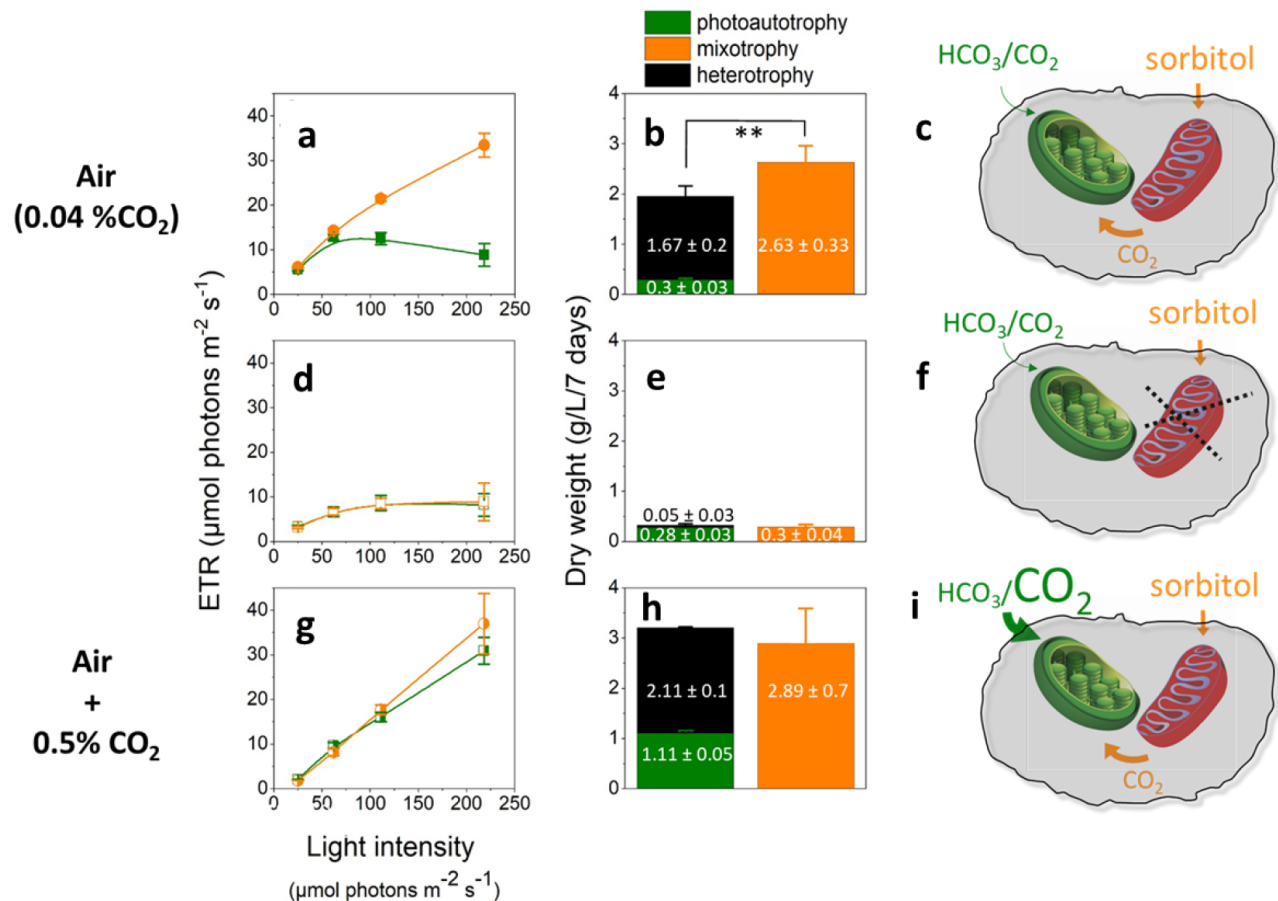 photoautotrophy
mixotrophy
heterotrophy
Air
(0.04 %CO₂)
a
45
40
30
20
10
0
0 50 100 150 200 250
b
**
4
3
2
1
0
1.67 ± 0.2
0.3 ± 0.03
2.63 ± 0.33
c
HCO₃/CO₂
sorbitol
CO₂
ETR (µmol photons m⁻² s⁻¹)
d
40
30
20
10
0
0 50 100 150 200 250
Dry weight (g/L/7 days)
e
4
3
2
1
0
0.05 ± 0.03
0.28 ± 0.03
0.3 ± 0.04
f
HCO₃/CO₂
sorbitol
Air
+
0.5% CO₂
g
40
30
20
10
0
0 50 100 150 200 250
h
4
3
2
1
0
2.11 ± 0.1
1.11 ± 0.05
2.89 ± 0.7
i
HCO₃/CO₂
sorbitol
CO₂
Light intensity
(µmol photons m⁻² s⁻¹)